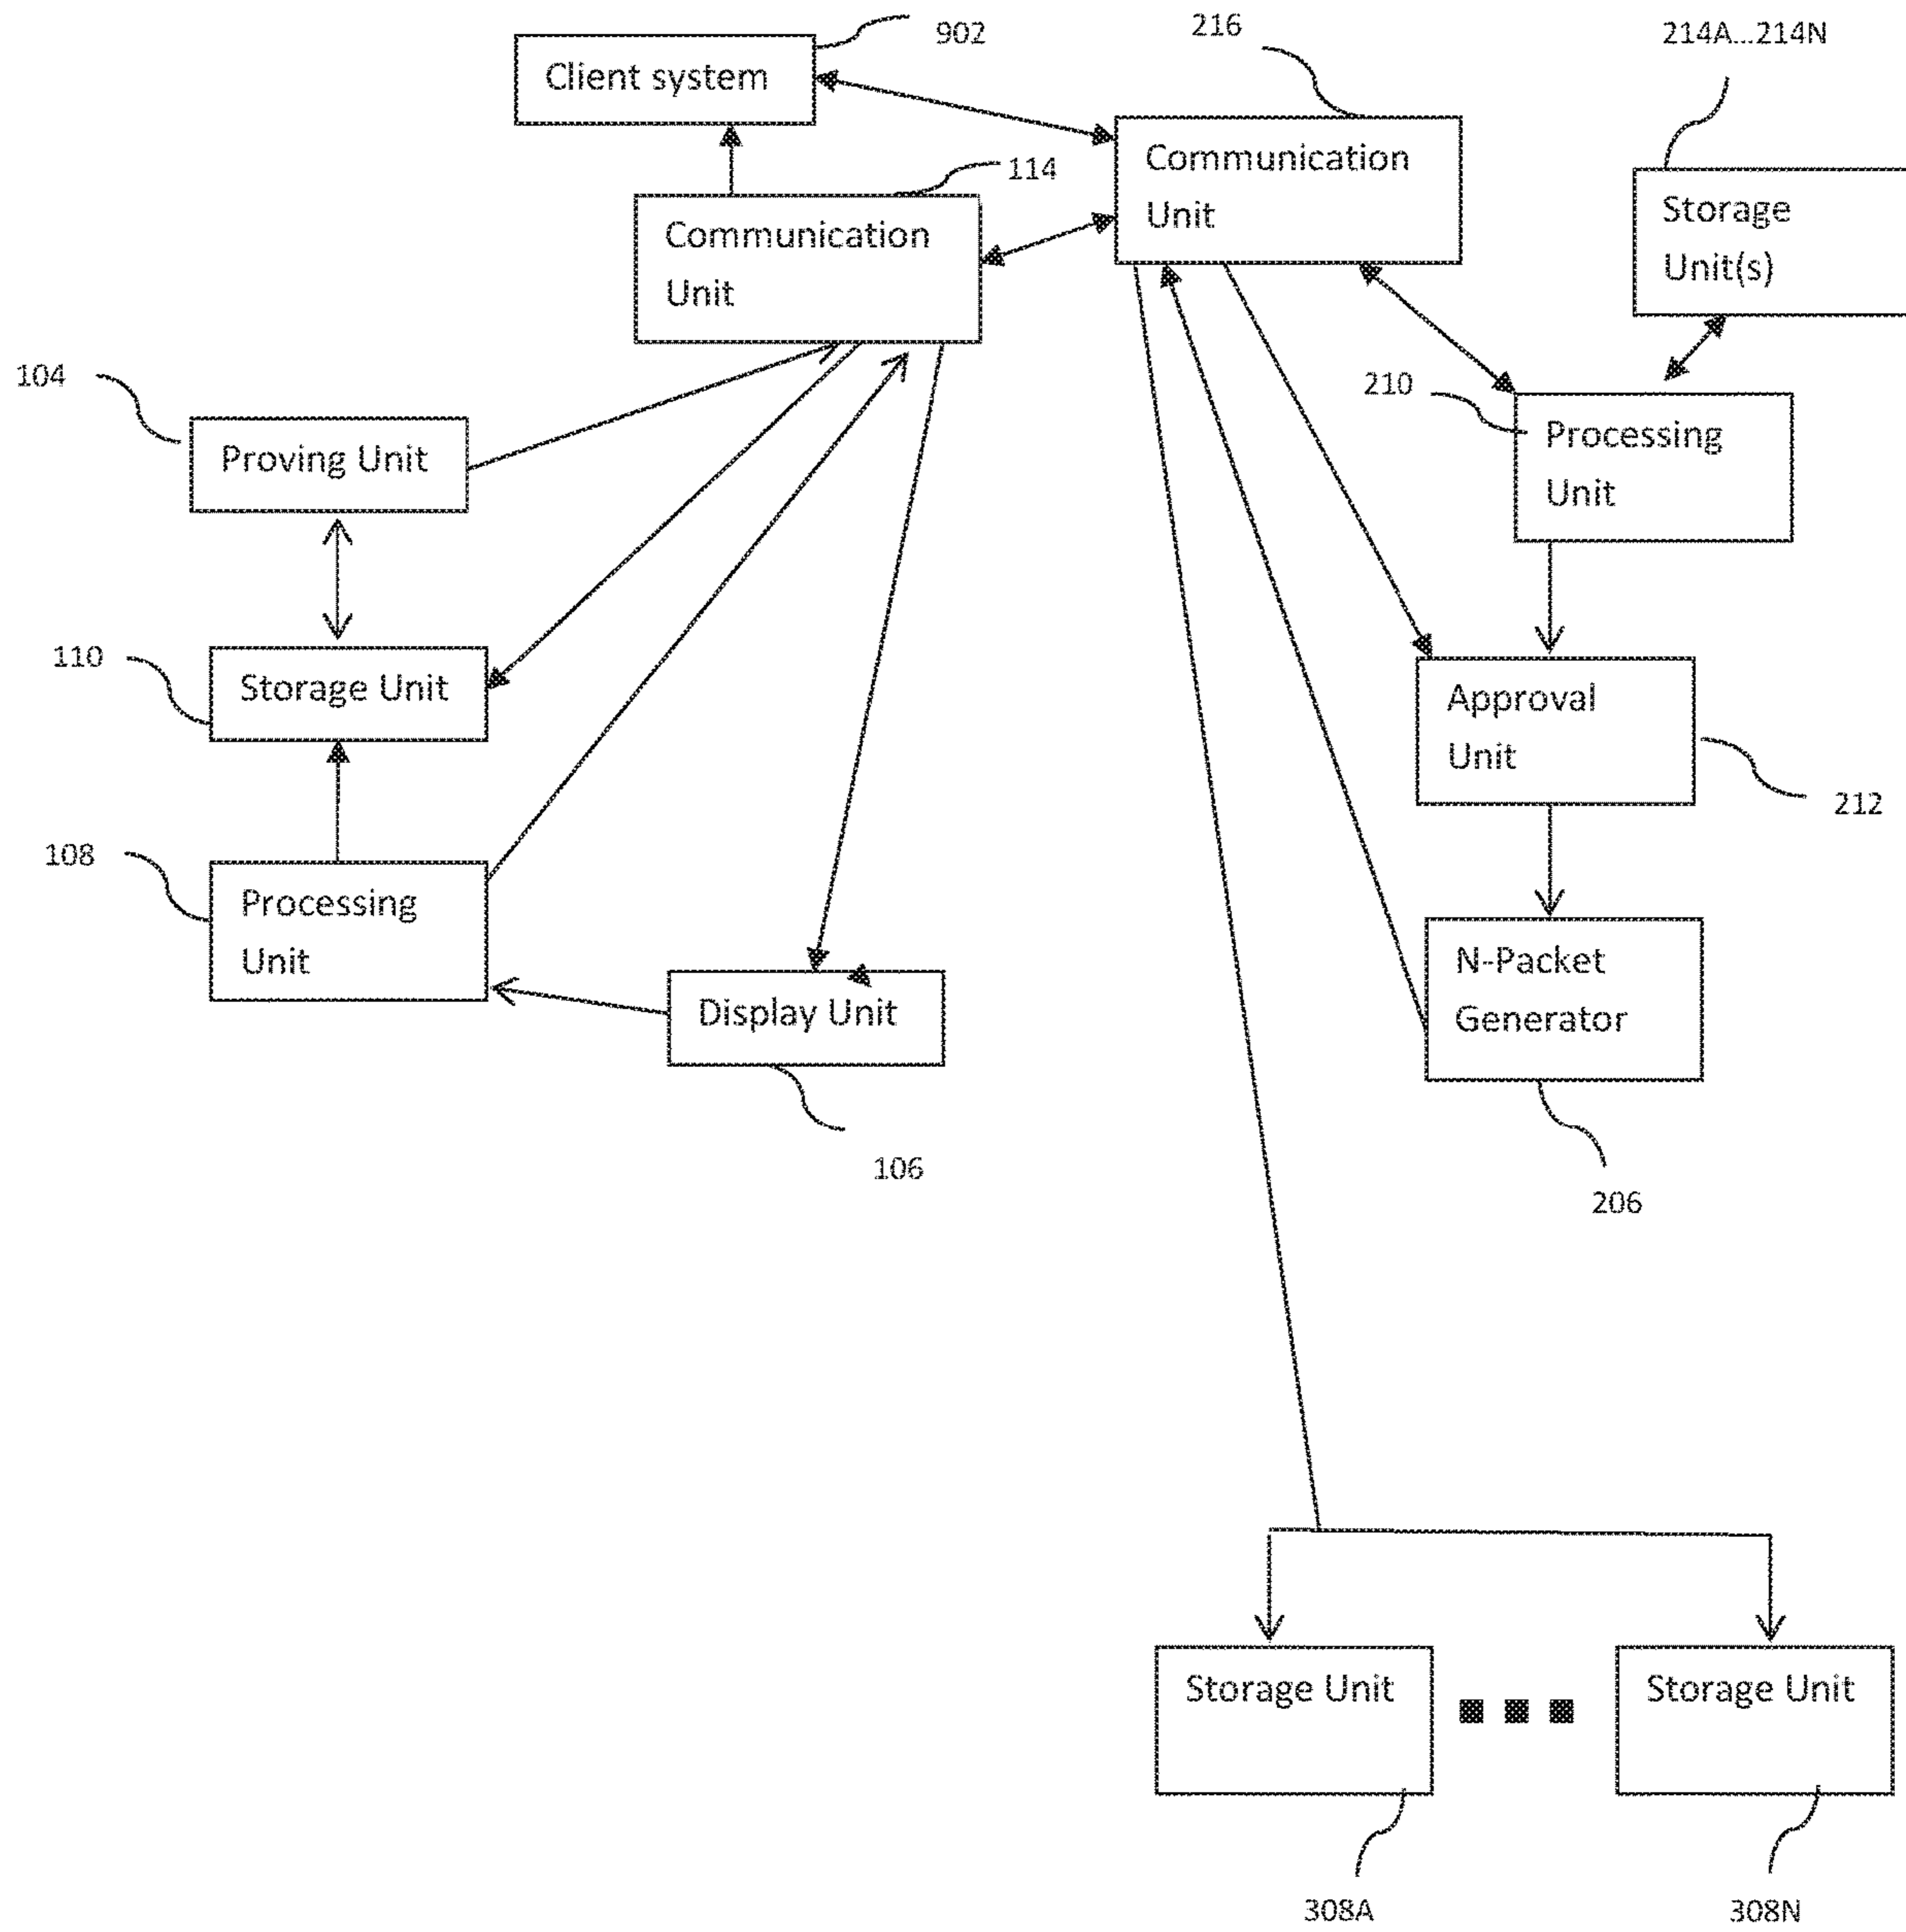 902
216
214A...214N
Client system
114
Communication
Unit
Storage
Unit(s)
Communication
Unit
104
210
Proving Unit
Processing
Unit
110
Storage Unit
Approval
Unit
212
108
Processing
Unit
N-Packet
Generator
Display Unit
106
206
Storage Unit
Storage Unit
308A
308N